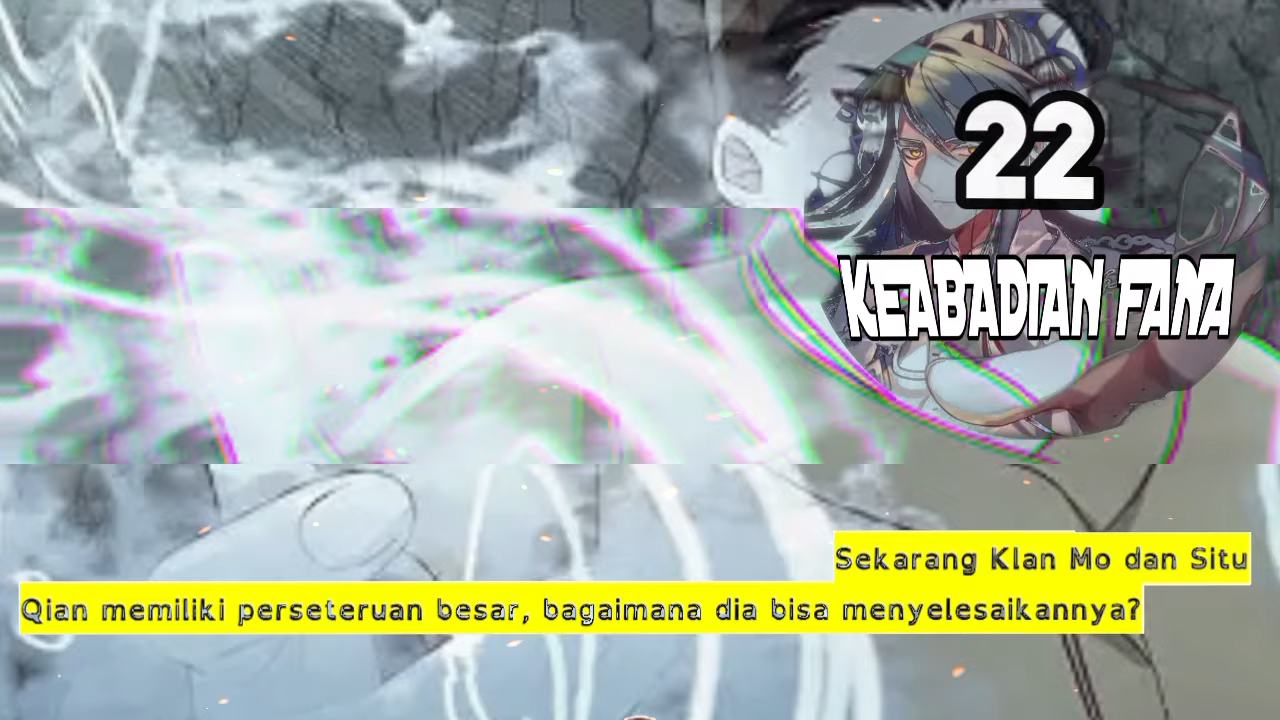 22
KEABADIAN FANA
Sekarang Klan Mo dan Situ
Qian memiliki perseteruan besar, bagaimana dia bisa menyelesaikannya?